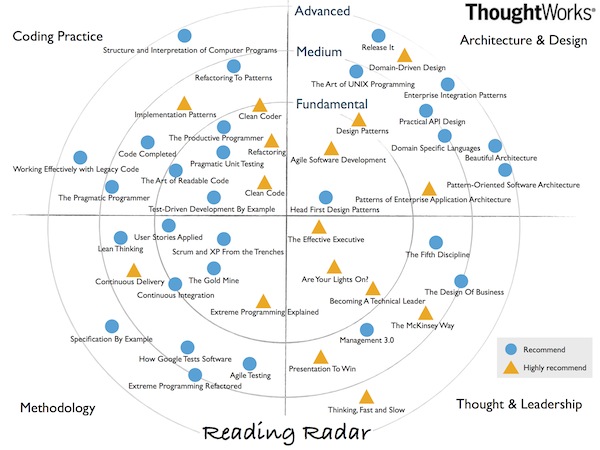 Advanced
ThoughtWorks®
Coding Practice
Release It
Architecture & Design
Structure and Interpretation of Computer Programs
Medium
Domain-Driven Design
Refactoring To Patterns
The Art of UNIX Programming
Enterprise Integration Patterns
Fundamental
Implementation Patterns
Clean Coder
Practical API Design
Design Patterns
The Productive Programmer
Domain Specific Languages
Code Completed
Refactoring
Agile Software Development
Beautiful Architecture
Pragmatic Unit Testing
Working Effectively with Legacy Code
The Art of Readable Code
Pattern-Oriented Software Architecture
The Pragmatic Programmer
Clean Code
Patterns of Enterprise Application Architecture
Test-Driven Development By Example
Head First Design Patterns
User Stories Applied
The Effective Executive
Lean Thinking
Scrum and XP From the Trenches
The Fifth Discipline
Continuous Delivery
The Gold Mine
Are Your Lights On?
Continuous Integration
The Design Of Business
Becoming A Technical Leader
Extreme Programming Explained
The McKinsey Way
Specification By Example
Management 3.0
Recommend
How Google Tests Software
Highly recommend
Agile Testing
Presentation To Win
Extreme Programming Refactored
Methodology
Thinking, Fast and Slow
Thought & Leadership
Reading Radar